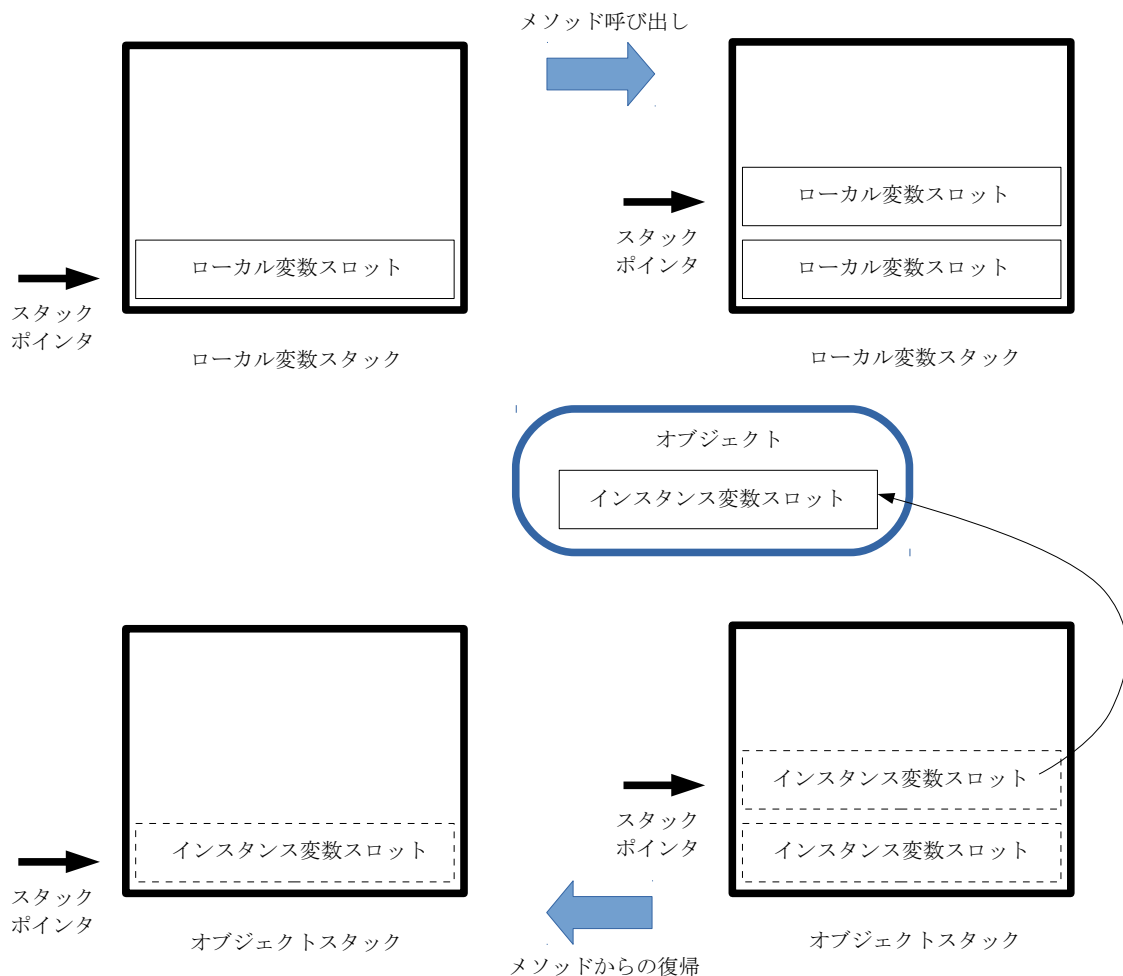 メソッド呼び出し
ローカル変数スロット
スタック
ポインタ
ローカル変数スタック
ローカル変数スロット
ローカル変数スロット
スタック
ポインタ
ローカル変数スタック
オブジェクト
インスタンス変数スロット
インスタンス変数スロット
スタック
ポインタ
オブジェクトスタック
インスタンス変数スロット
インスタンス変数スロット
スタック
ポインタ
オブジェクトスタック
メソッドからの復帰